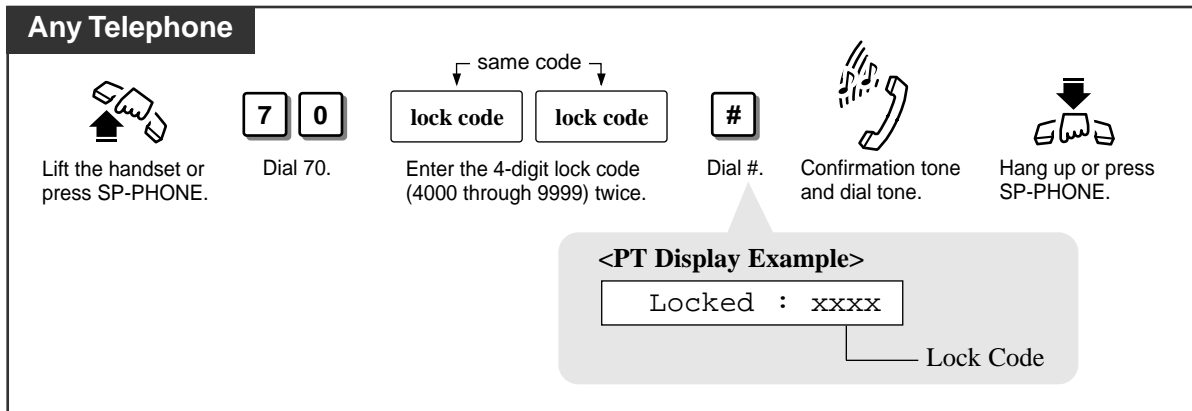 Any Telephone
same code
7 0
lock code
lock code
#
Lift the handset or
press SP-PHONE.
Dial 70.
Enter the 4-digit lock code
(4000 through 9999) twice.
Dial #.
Confirmation tone
and dial tone.
Hang up or press
SP-PHONE.
<PT Display Example>
Locked : xxxx
Lock Code